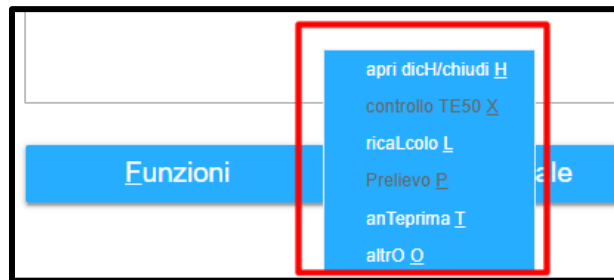 apri dicH/chiudi H
controllo TE50 X
ricaLcolo L
Prelievo P
anTeprima T
altrO O
Funzioni
ale